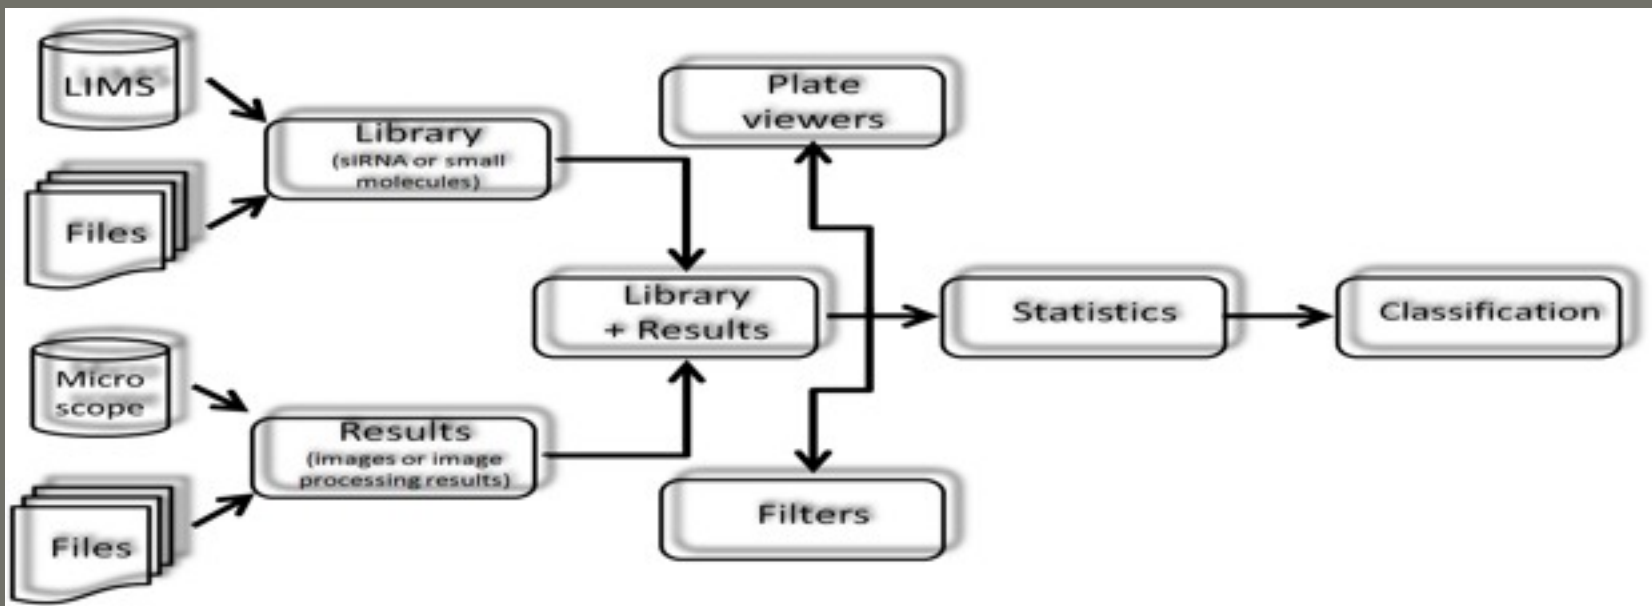 LIMS
Library
(siRNA or small
molecules)
Files
Plate
viewers
Library
+ Results
Statistics
Classification
Micro
scope
Results
(images or image
processing results)
Files
Filters